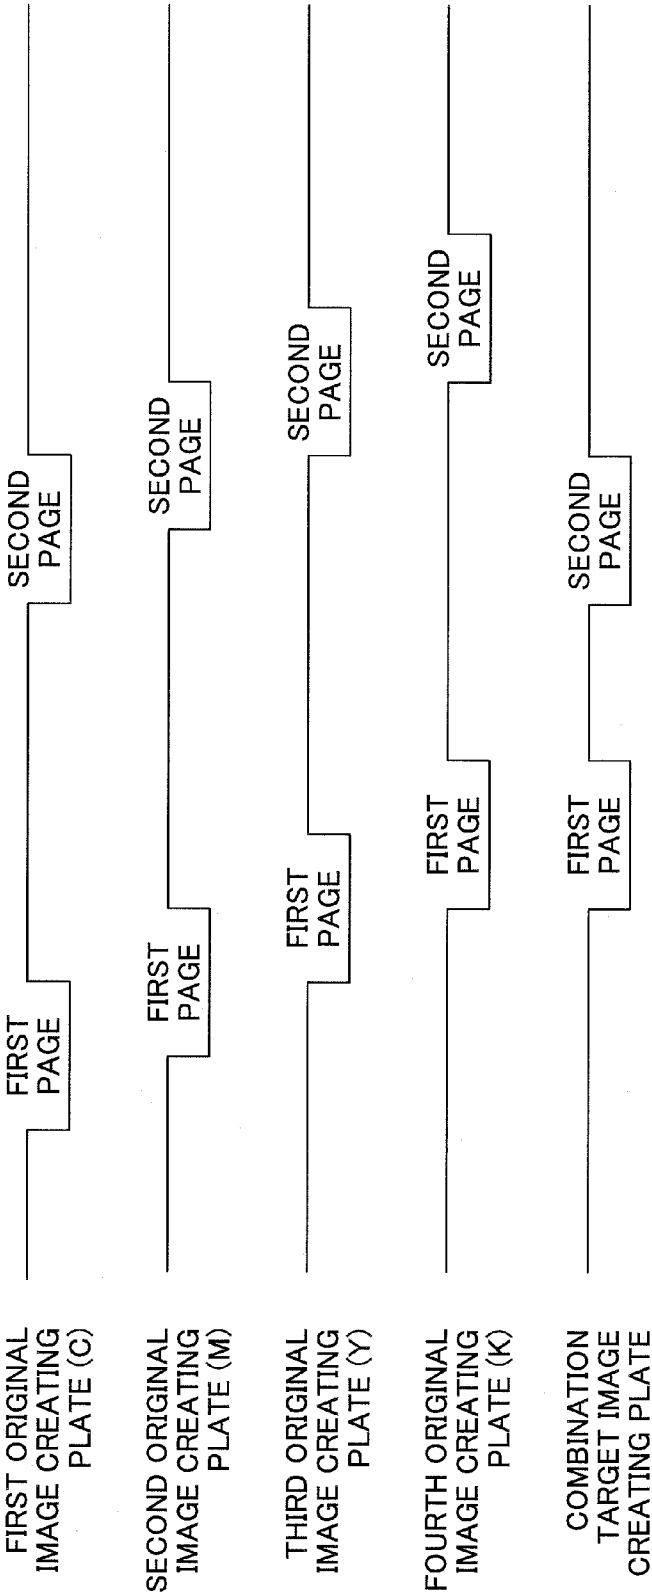 FIRST ORIGINAL
IMAGE CREATING
PLATE (C)
FIRST
PAGE
SECOND
PAGE
SECOND ORIGINAL
IMAGE CREATING
PLATE (M)
FIRST
PAGE
SECOND
PAGE
THIRD ORIGINAL
IMAGE CREATING
PLATE (Y)
FIRST
PAGE
SECOND
PAGE
FOURTH ORIGINAL
IMAGE CREATING
PLATE (K)
FIRST
PAGE
SECOND
PAGE
COMBINATION
TARGET IMAGE
CREATING PLATE
FIRST
PAGE
SECOND
PAGE